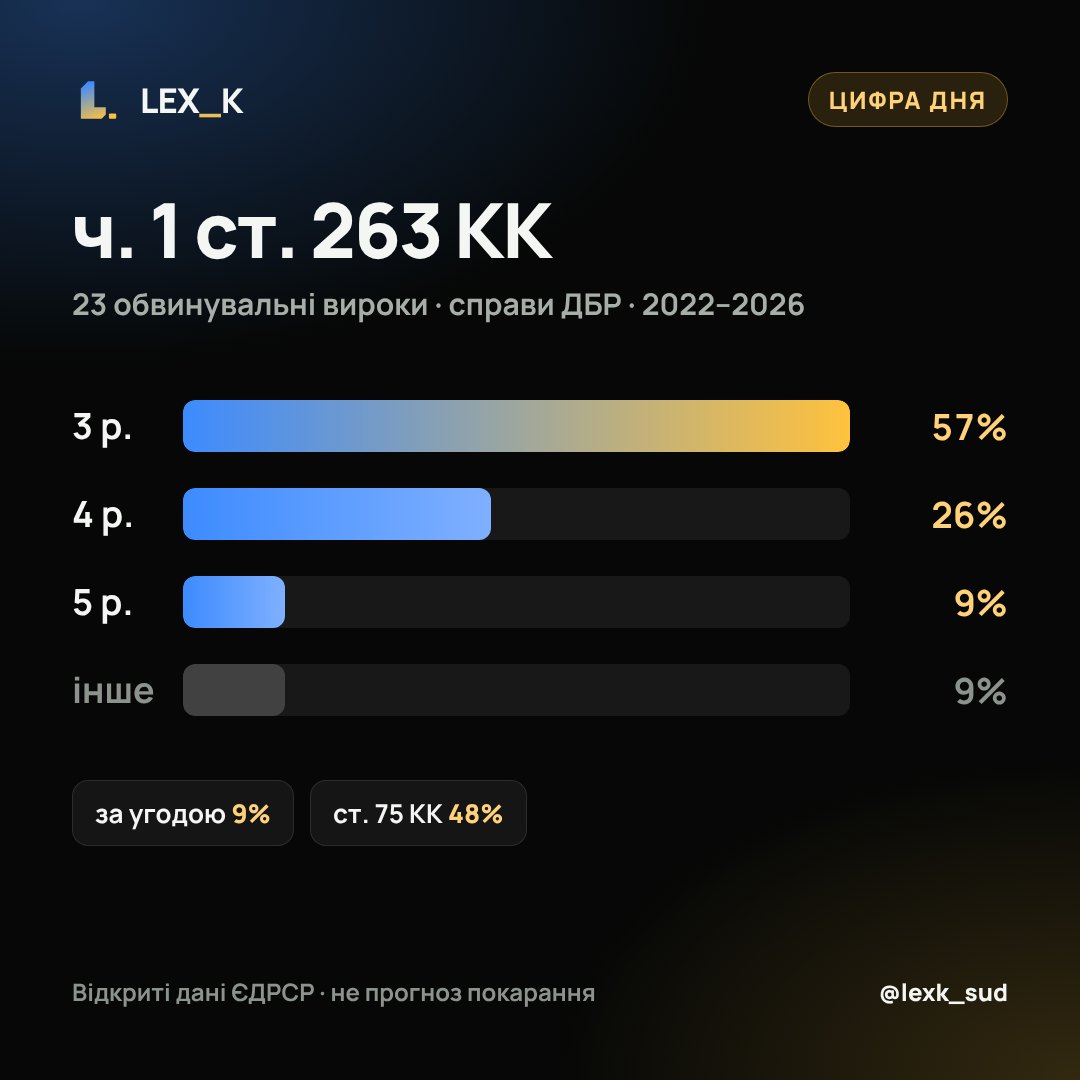 LEX_K
ЦИФРА ДНЯ
ч. 1 ст. 263 КК
23 обвинувальні вироки · справи ДБР · 2022–2026
3 р. 57%
4 р. 26%
5 р. 9%
інше 9%
за угодою 9% ст. 75 КК 48%
Відкриті дані ЄДРСР · не прогноз покарання
@lexk_sud